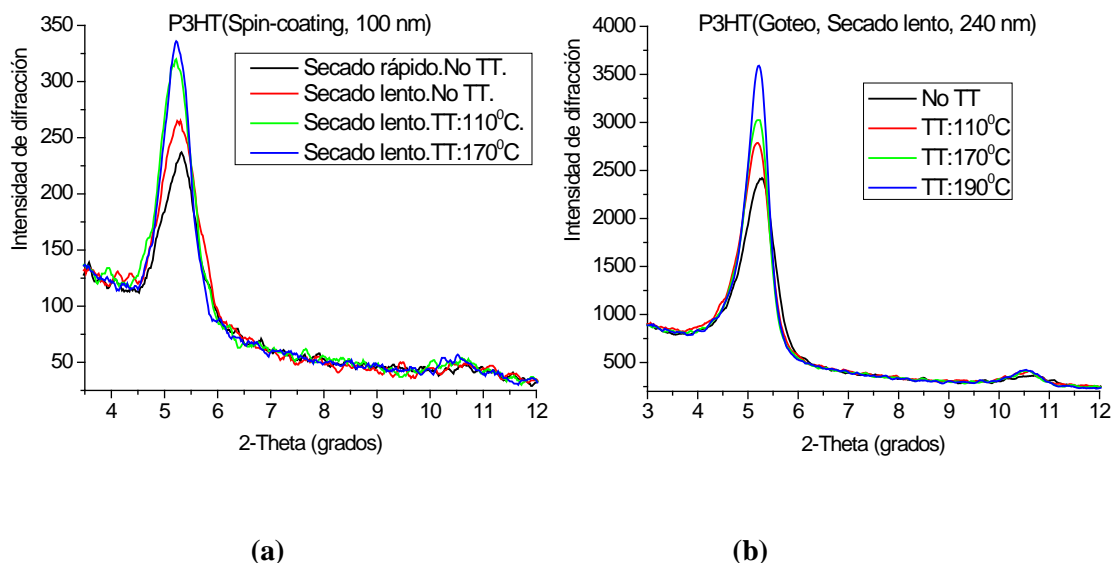 P3HT(Spin-coating, 100 nm)
Secado rápido.No TT.
Secado lento.No TT.
Secado lento.TT:110⁰C.
Secado lento.TT:170⁰C
Intensidad de difracción
350
300
250
200
150
100
50
4 5 6 7 8 9 10 11 12
2-Theta (grados)
(a)
P3HT(Goteo, Secado lento, 240 nm)
No TT
TT:110⁰C
TT:170⁰C
TT:190⁰C
Intensidad de difracción
4000
3500
3000
2500
2000
1500
1000
500
3 4 5 6 7 8 9 10 11 12
2-Theta (grados)
(b)